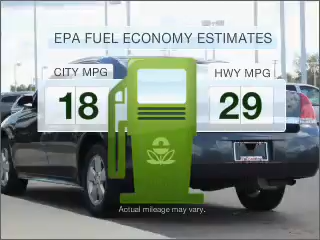 EPA FUEL ECONOMY ESTIMATES
CITY MPG
HWY MPG
18
29
Actual mileage may vary.